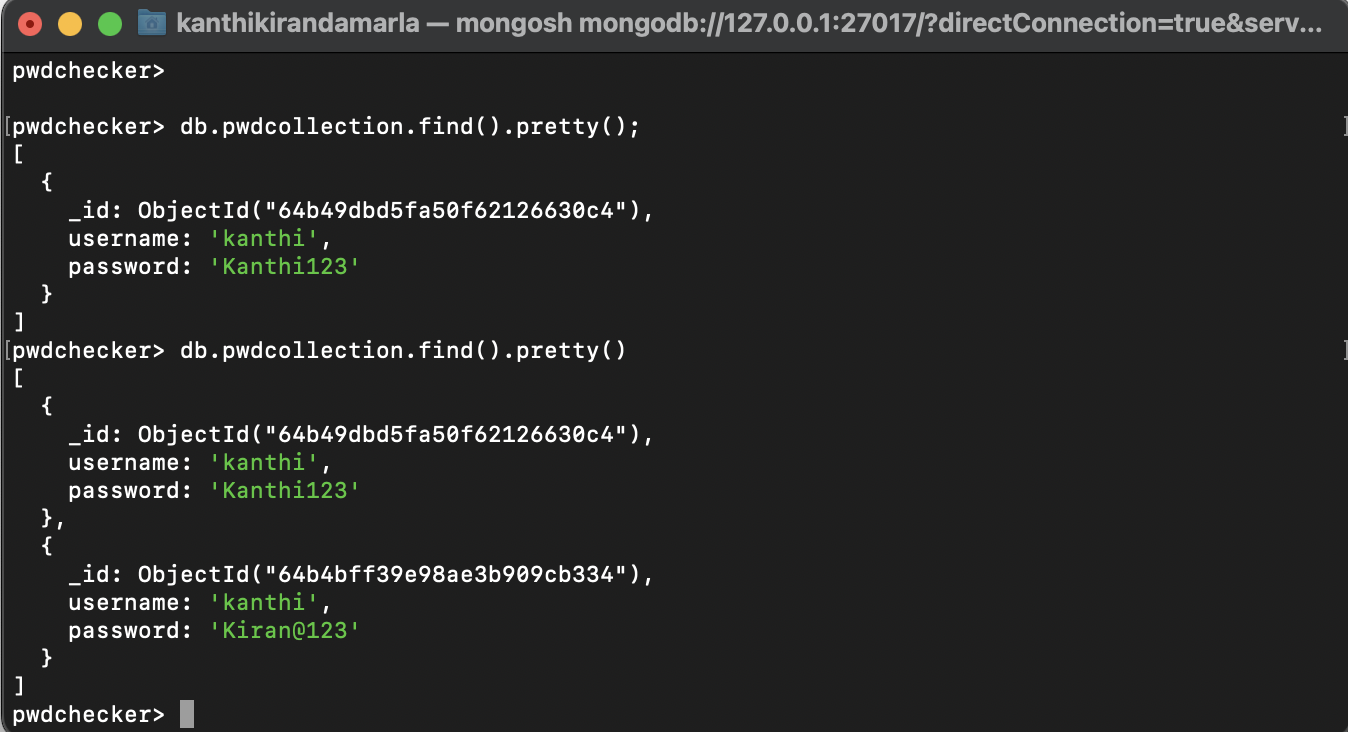 kanthikirandamarla — mongosh mongodb://127.0.0.1:27017/?directConnection=true&serv...
pwdchecker>
[pwdchecker> db.pwdcollection.find().pretty(); ]
[
  {
    _id: ObjectId("64b49dbd5fa50f62126630c4"),
    username: 'kanthi',
    password: 'Kanthi123'
  }
]
[pwdchecker> db.pwdcollection.find().pretty() ]
[
  {
    _id: ObjectId("64b49dbd5fa50f62126630c4"),
    username: 'kanthi',
    password: 'Kanthi123'
  },
  {
    _id: ObjectId("64b4bff39e98ae3b909cb334"),
    username: 'kanthi',
    password: 'Kiran@123'
  }
]
pwdchecker>